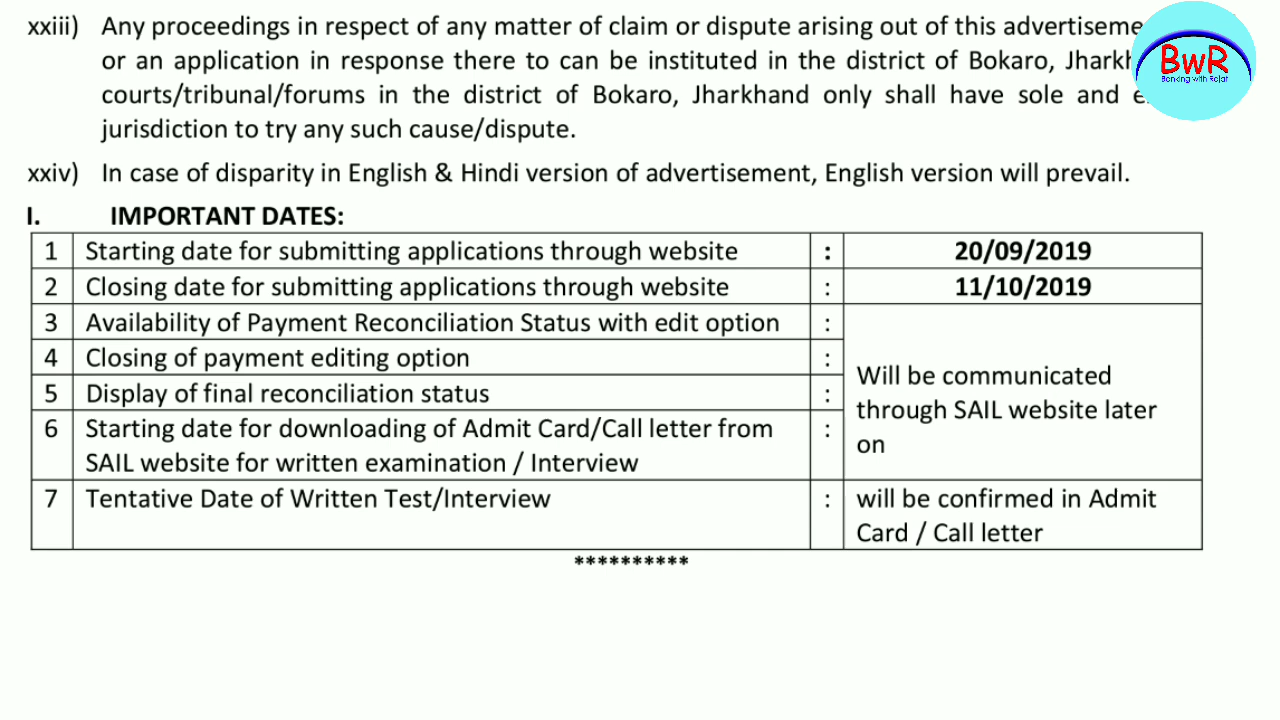 xxiii) Any proceedings in respect of any matter of claim or dispute arising out of this
or an application in response there to can be instituted in the district of Bokaro,
courts/tribunal/forums in the district of Bokaro, Jharkhand only shall have sole and
jurisdiction to try any such cause/dispute.
BwR
Banking with Rajat
xxiv) In case of disparity in English & Hindi version of advertisement, English version will prevail.
I. IMPORTANT DATES:
1 Starting date for submitting applications through website : 20/09/2019
2 Closing date for submitting applications through website : 11/10/2019
3 Availability of Payment Reconciliation Status with edit option :
4 Closing of payment editing option :
5 Display of final reconciliation status :
Will be communicated
through SAIL website later
on
6 Starting date for downloading of Admit Card/Call letter from :
SAIL website for written examination / Interview
7 Tentative Date of Written Test/Interview : will be confirmed in Admit
Card / Call letter
**********